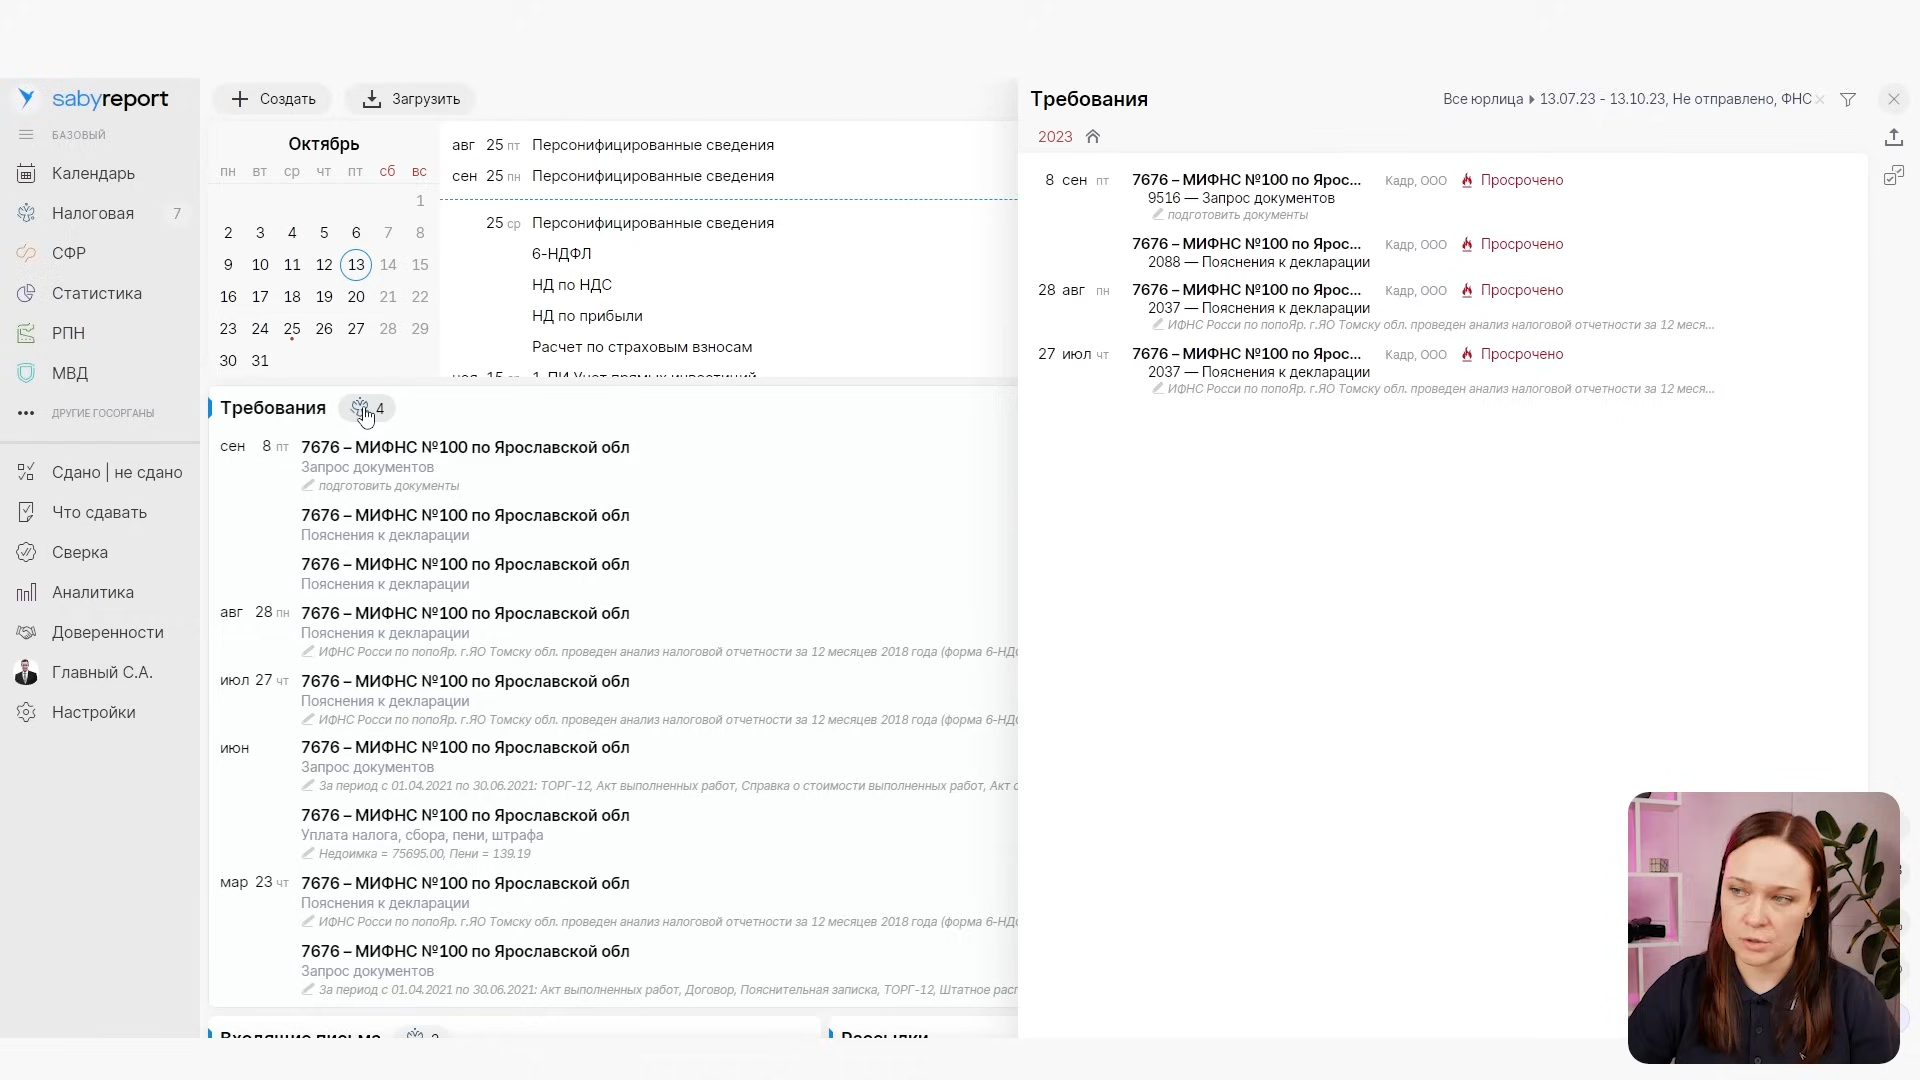 sabyreport
БАЗОВЫЙ
Календарь
Налоговая 7
СФР
Статистика
РПН
МВД
ДРУГИЕ ГОСОРГАНЫ
Сдано | не сдано
Что сдавать
Сверка
Аналитика
Доверенности
Главный С.А.
Настройки
Создать
Загрузить
Октябрь
пн вт ср чт пт сб вс
1
2 3 4 5 6 7 8
9 10 11 12 13 14 15
16 17 18 19 20 21 22
23 24 25 26 27 28 29
30 31
авг 25 пт Персонифицированные сведения
сен 25 пн Персонифицированные сведения
25 ср Персонифицированные сведения
6-НДФЛ
НД по НДС
НД по прибыли
Расчет по страховым взносам
Требования 4
сен 8 пт 7676 – МИФНС №100 по Ярославской обл
Запрос документов
подготовить документы
7676 – МИФНС №100 по Ярославской обл
Пояснения к декларации
7676 – МИФНС №100 по Ярославской обл
Пояснения к декларации
авг 28 пн 7676 – МИФНС №100 по Ярославской обл
Пояснения к декларации
ИФНС Росси по попоЯр. г.ЯО Томску обл. проведен анализ налоговой отчетности за 12 месяцев 2018 года (форма 6-НДС
июл 27 чт 7676 – МИФНС №100 по Ярославской обл
Пояснения к декларации
ИФНС Росси по попоЯр. г.ЯО Томску обл. проведен анализ налоговой отчетности за 12 месяцев 2018 года (форма 6-НДС
июн 7676 – МИФНС №100 по Ярославской обл
Запрос документов
За период с 01.04.2021 по 30.06.2021: ТОРГ-12, Акт выполненных работ, Справка о стоимости выполненных работ, Акт с
7676 – МИФНС №100 по Ярославской обл
Уплата налога, сбора, пени, штрафа
Недоимка = 75695.00, Пени = 139.19
мар 23 чт 7676 – МИФНС №100 по Ярославской обл
Пояснения к декларации
ИФНС Росси по попоЯр. г.ЯО Томску обл. проведен анализ налоговой отчетности за 12 месяцев 2018 года (форма 6-НДС
7676 – МИФНС №100 по Ярославской обл
Запрос документов
За период с 01.04.2021 по 30.06.2021: Акт выполненных работ, Договор, Пояснительная записка, ТОРГ-12, Штатное расп
Входящие письма
Рассылки
Требования
Все юрлица 13.07.23 - 13.10.23, Не отправлено, ФНС
2023
8 сен пт 7676 – МИФНС №100 по Ярос... Кадр, ООО Просрочено
9516 — Запрос документов
подготовить документы
7676 – МИФНС №100 по Ярос... Кадр, ООО Просрочено
2088 — Пояснения к декларации
28 авг пн 7676 – МИФНС №100 по Ярос... Кадр, ООО Просрочено
2037 — Пояснения к декларации
ИФНС Росси по попоЯр. г.ЯО Томску обл. проведен анализ налоговой отчетности за 12 меся...
27 июл чт 7676 – МИФНС №100 по Ярос... Кадр, ООО Просрочено
2037 — Пояснения к декларации
ИФНС Росси по попоЯр. г.ЯО Томску обл. проведен анализ налоговой отчетности за 12 меся...